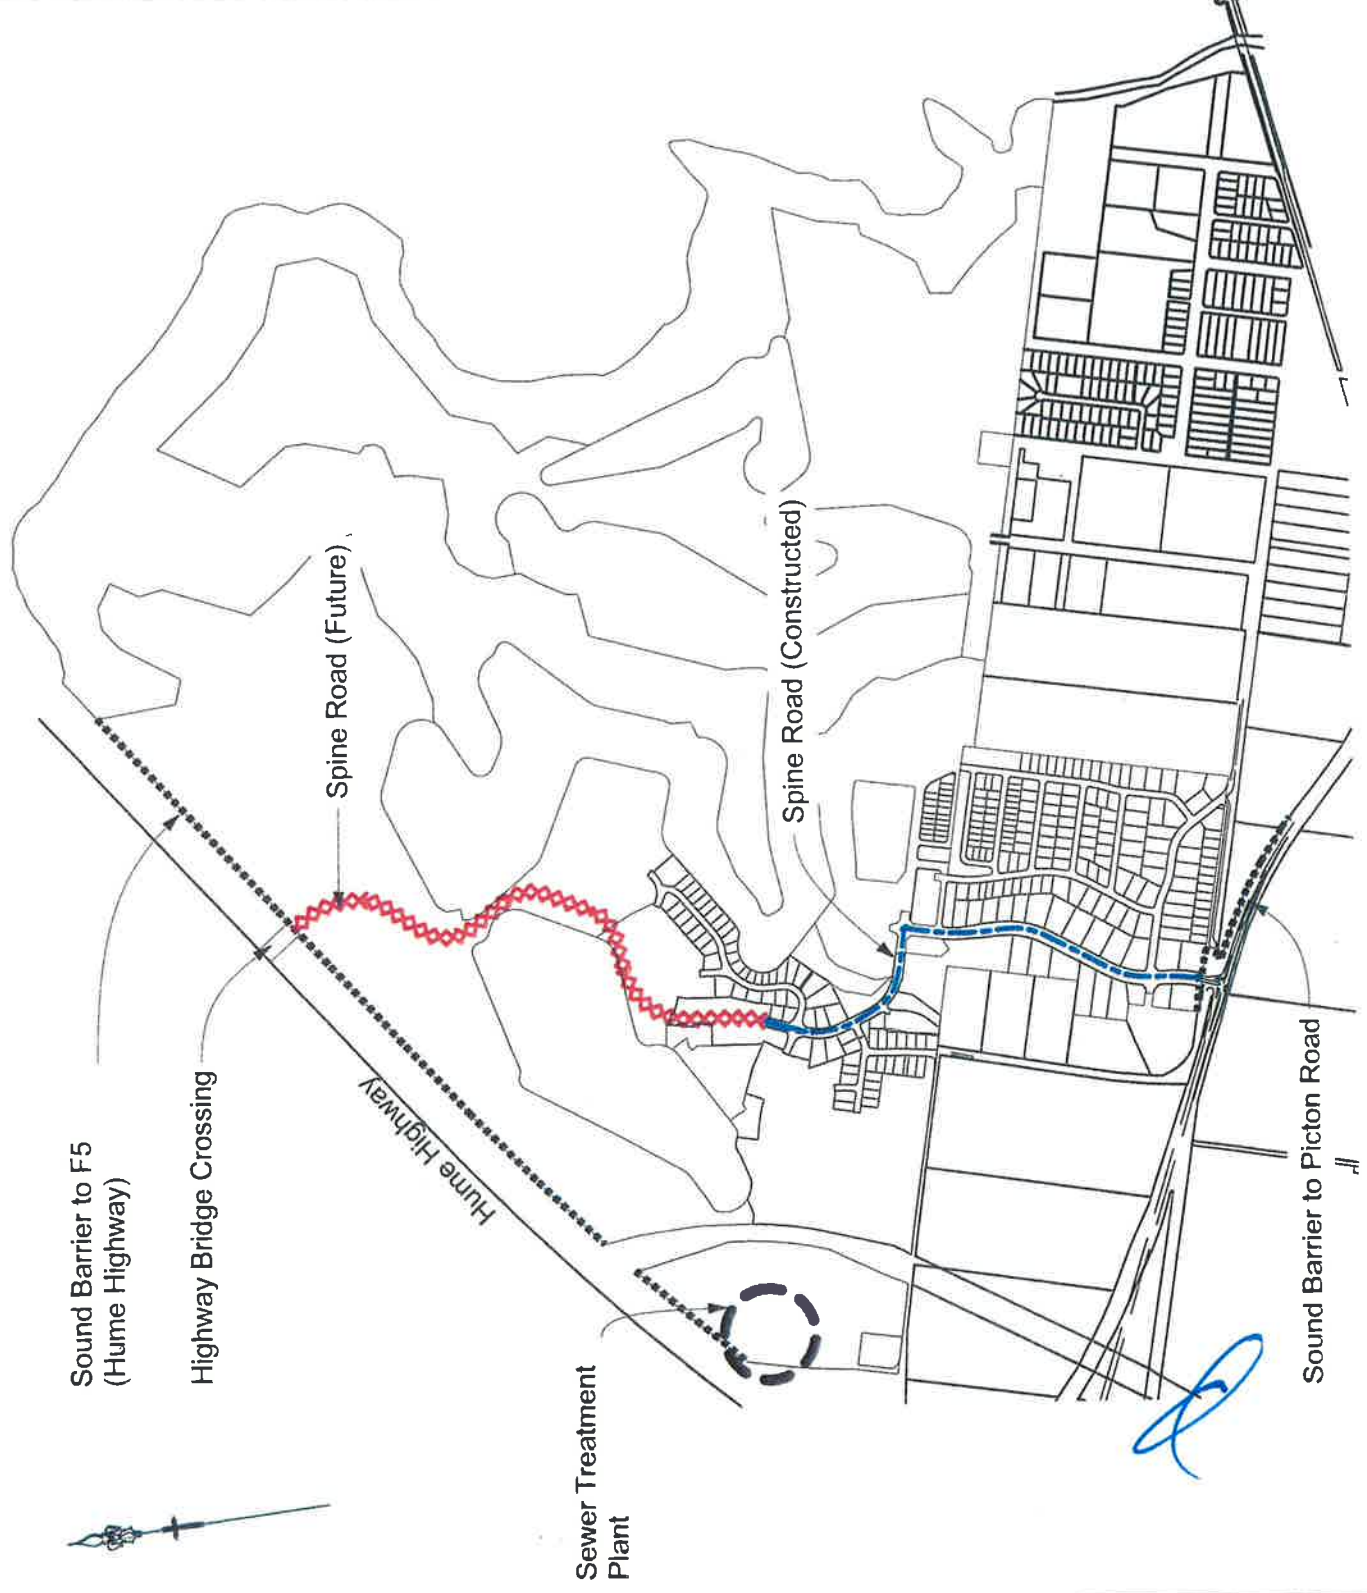 Sound Barrier to F5
(Hume Highway)
Highway Bridge Crossing
Spine Road (Future)
Hume Highway
Sewer Treatment
Plant
Spine Road (Constructed)
Sound Barrier to Picton Road